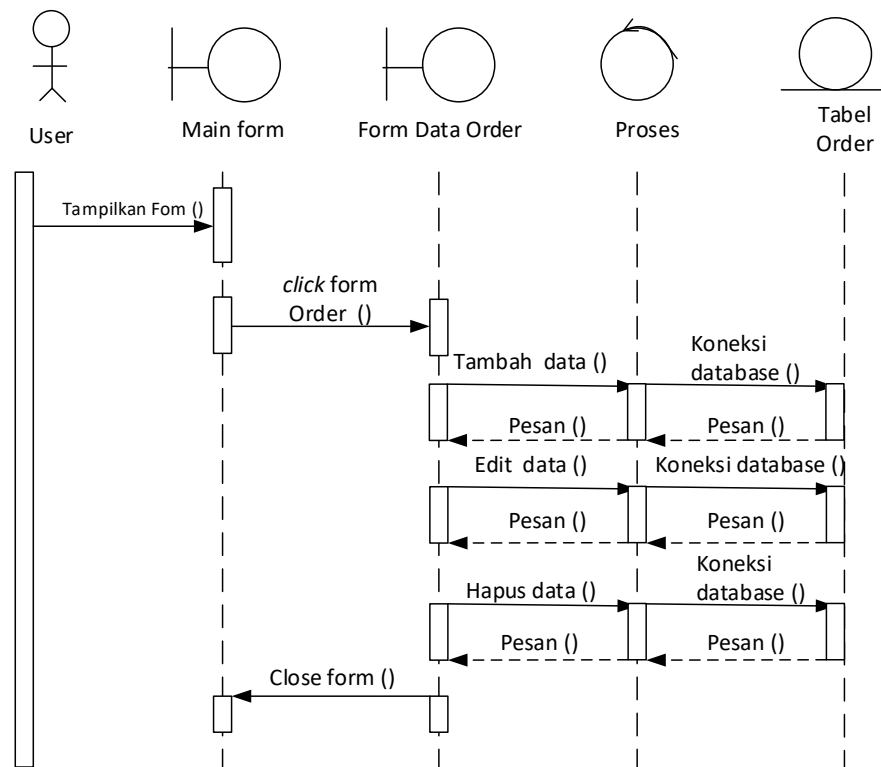 User
Main form
Form Data Order
Proses
Tabel
Order
Tampilkan Fom ()
click form
Order ()
Tambah data ()
Koneksi
database ()
Pesan ()
Pesan ()
Edit data ()
Koneksi database ()
Pesan ()
Pesan ()
Hapus data ()
Koneksi
database ()
Pesan ()
Pesan ()
Close form ()